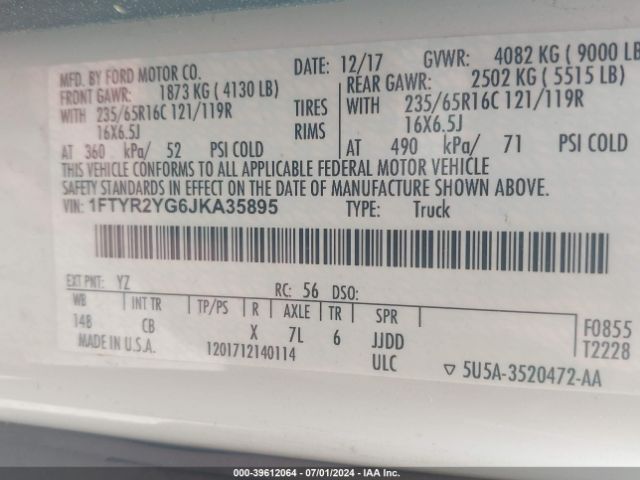 MFD. BY FORD MOTOR CO.
DATE: 12/17 GVWR: 4082 KG ( 9000 LB
FRONT GAWR: 1873 KG ( 4130 LB)
REAR GAWR: 2502 KG ( 5515 LB)
WITH 235/65R16C 121/119R TIRES WITH 235/65R16C 121/119R
16X6.5J RIMS 16X6.5J
AT 360 kPa/ 52 PSI COLD AT 490 kPa/ 71 PSI COLD
THIS VEHICLE CONFORMS TO ALL APPLICABLE FEDERAL MOTOR VEHICLE
SAFETY STANDARDS IN EFFECT ON THE DATE OF MANUFACTURE SHOWN ABOVE.
VIN: 1FTYR2YG6JKA35895 TYPE: Truck
EXT PNT: YZ RC: 56 DSO:
WB INT TR TP/PS R AXLE TR SPR
148 CB X 7L 6 JJDD
F0855
MADE IN U.S.A. 1201712140114 ULC
T2228
▽ 5U5A-3520472-AA
000-39612064 - 07/01/2024 - IAA Inc.